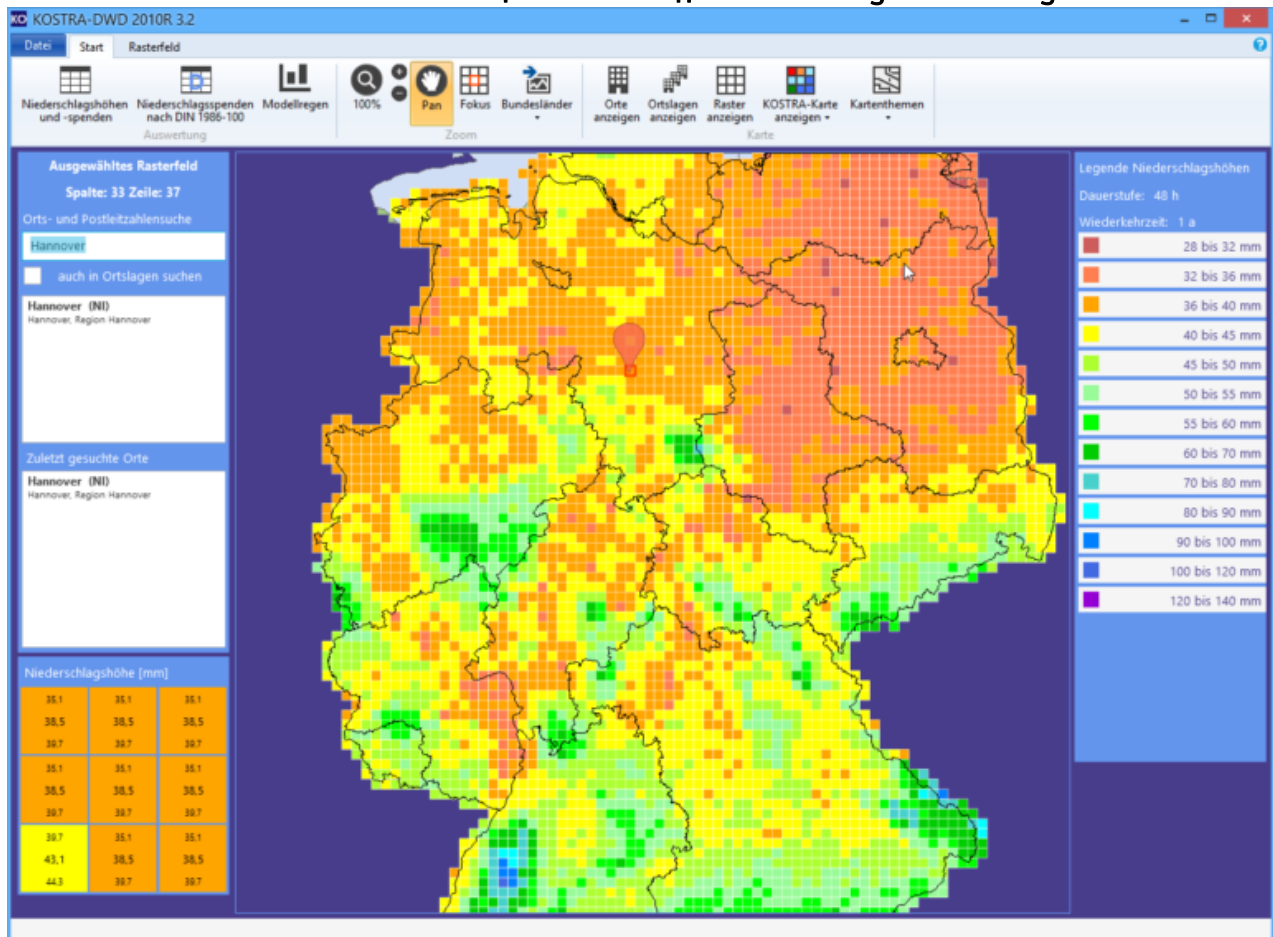 KO KOSTRA-DWD 2010R 3.2
Datei Start Rasterfeld
Niederschlagshöhen und -spenden
Niederschlagsspenden nach DIN 1986-100
Modellregen
Auswertung
100%
Pan
Fokus
Bundesländer
Zoom
Orte anzeigen
Ortslagen anzeigen
Raster anzeigen
KOSTRA-Karte anzeigen
Kartenthemen
Karte
Ausgewähltes Rasterfeld
Spalte: 33 Zeile: 37
Orts- und Postleitzahlensuche
Hannover
auch in Ortslagen suchen
Hannover (NI)
Hannover, Region Hannover
Zuletzt gesuchte Orte
Hannover (NI)
Hannover, Region Hannover
Niederschlagshöhe [mm]
35,1 35,1 35,1
38,5 38,5 38,5
39,7 39,7 39,7
35,1 35,1 35,1
38,5 38,5 38,5
39,7 39,7 39,7
39,7 35,1 35,1
43,1 38,5 38,5
44,3 39,7 39,7
Legende Niederschlagshöhen
Dauerstufe: 48 h
Wiederkehrzeit: 1 a
28 bis 32 mm
32 bis 36 mm
36 bis 40 mm
40 bis 45 mm
45 bis 50 mm
50 bis 55 mm
55 bis 60 mm
60 bis 70 mm
70 bis 80 mm
80 bis 90 mm
90 bis 100 mm
100 bis 120 mm
120 bis 140 mm